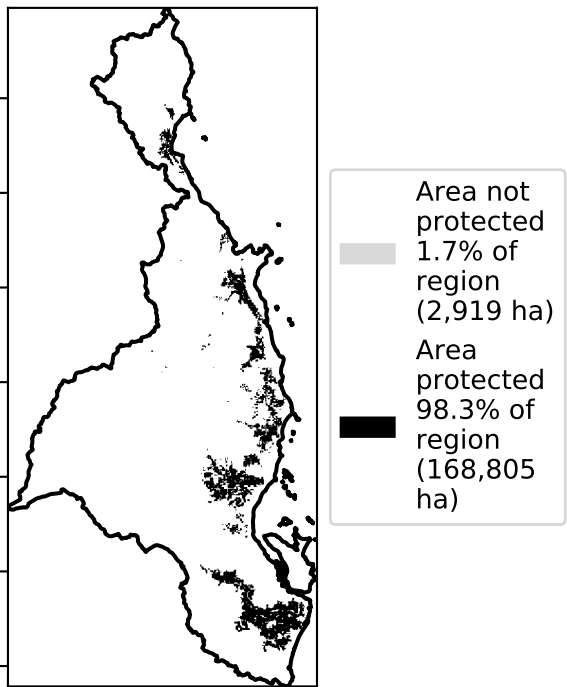 Area not
protected
1.7% of
region
(2,919 ha)
Area
protected
98.3% of
region
(168,805
ha)